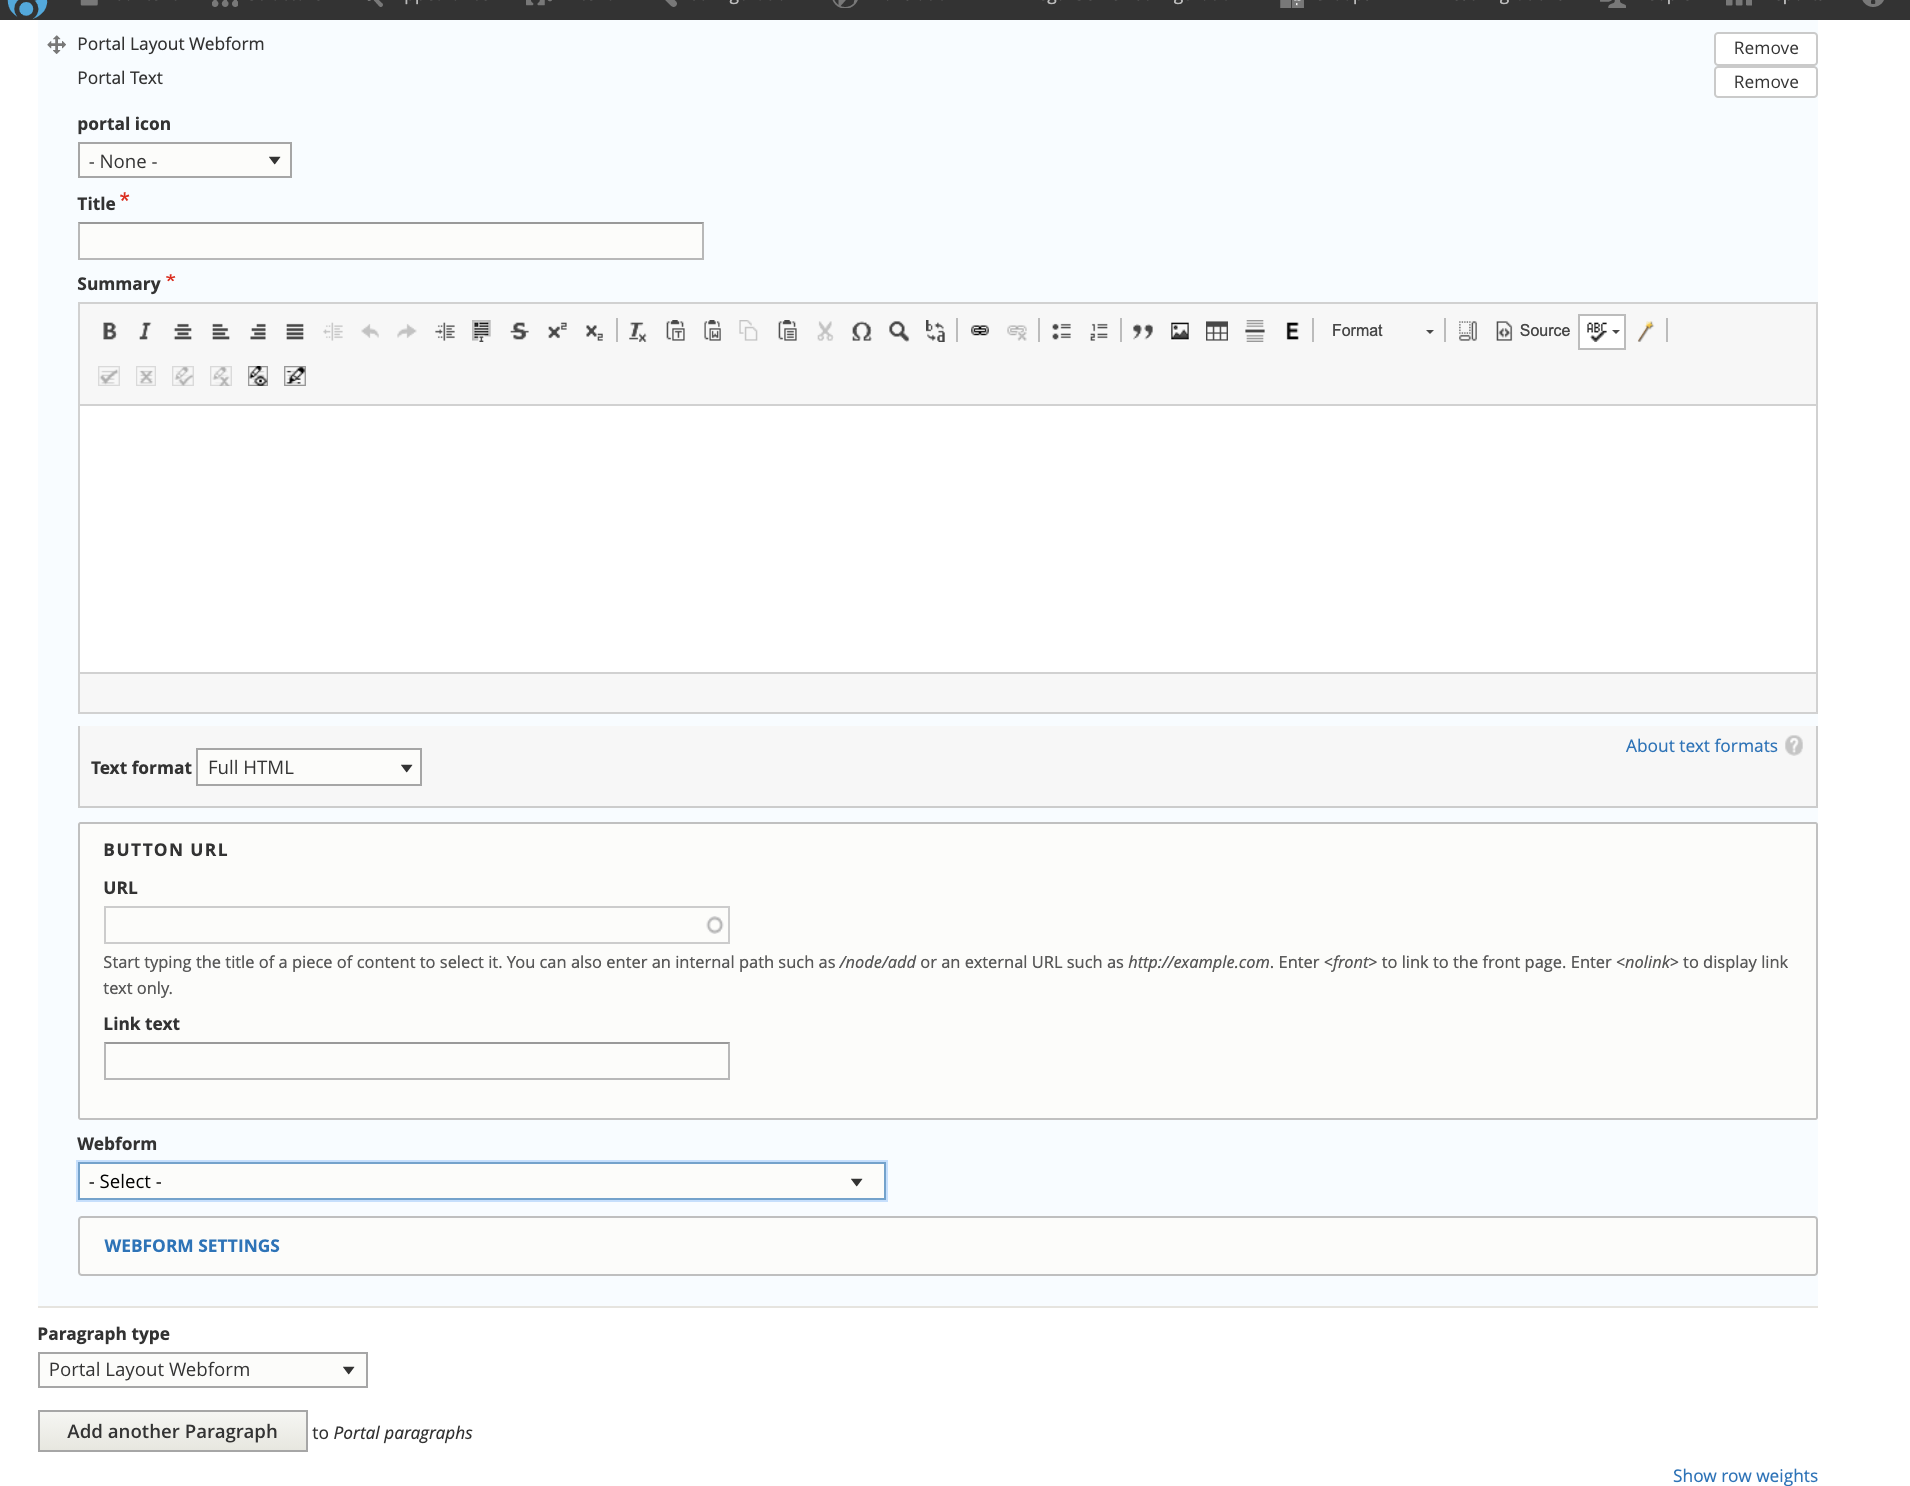 Portal Layout Webform
Remove
Portal Text
Remove
portal icon
- None -
Title *
Summary *
Format
Source
ABC
Text format Full HTML
About text formats ?
BUTTON URL
URL
Start typing the title of a piece of content to select it. You can also enter an internal path such as /node/add or an external URL such as http://example.com. Enter <front> to link to the front page. Enter <nolink> to display link
text only.
Link text
Webform
- Select -
WEBFORM SETTINGS
Paragraph type
Portal Layout Webform
Add another Paragraph to Portal paragraphs
Show row weights